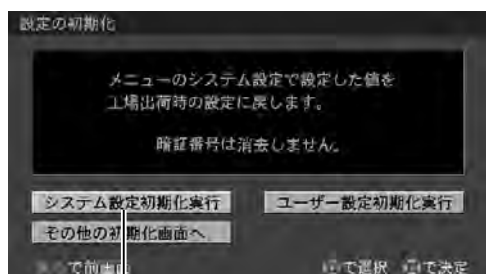 設定の初期化
メニューのシステム設定で設定した値を
工場出荷時の設定に戻します。
暗証番号は消去しません。
システム設定初期化実行
ユーザー設定初期化実行
その他の初期化画面へ
で前画面
で選択
で決定